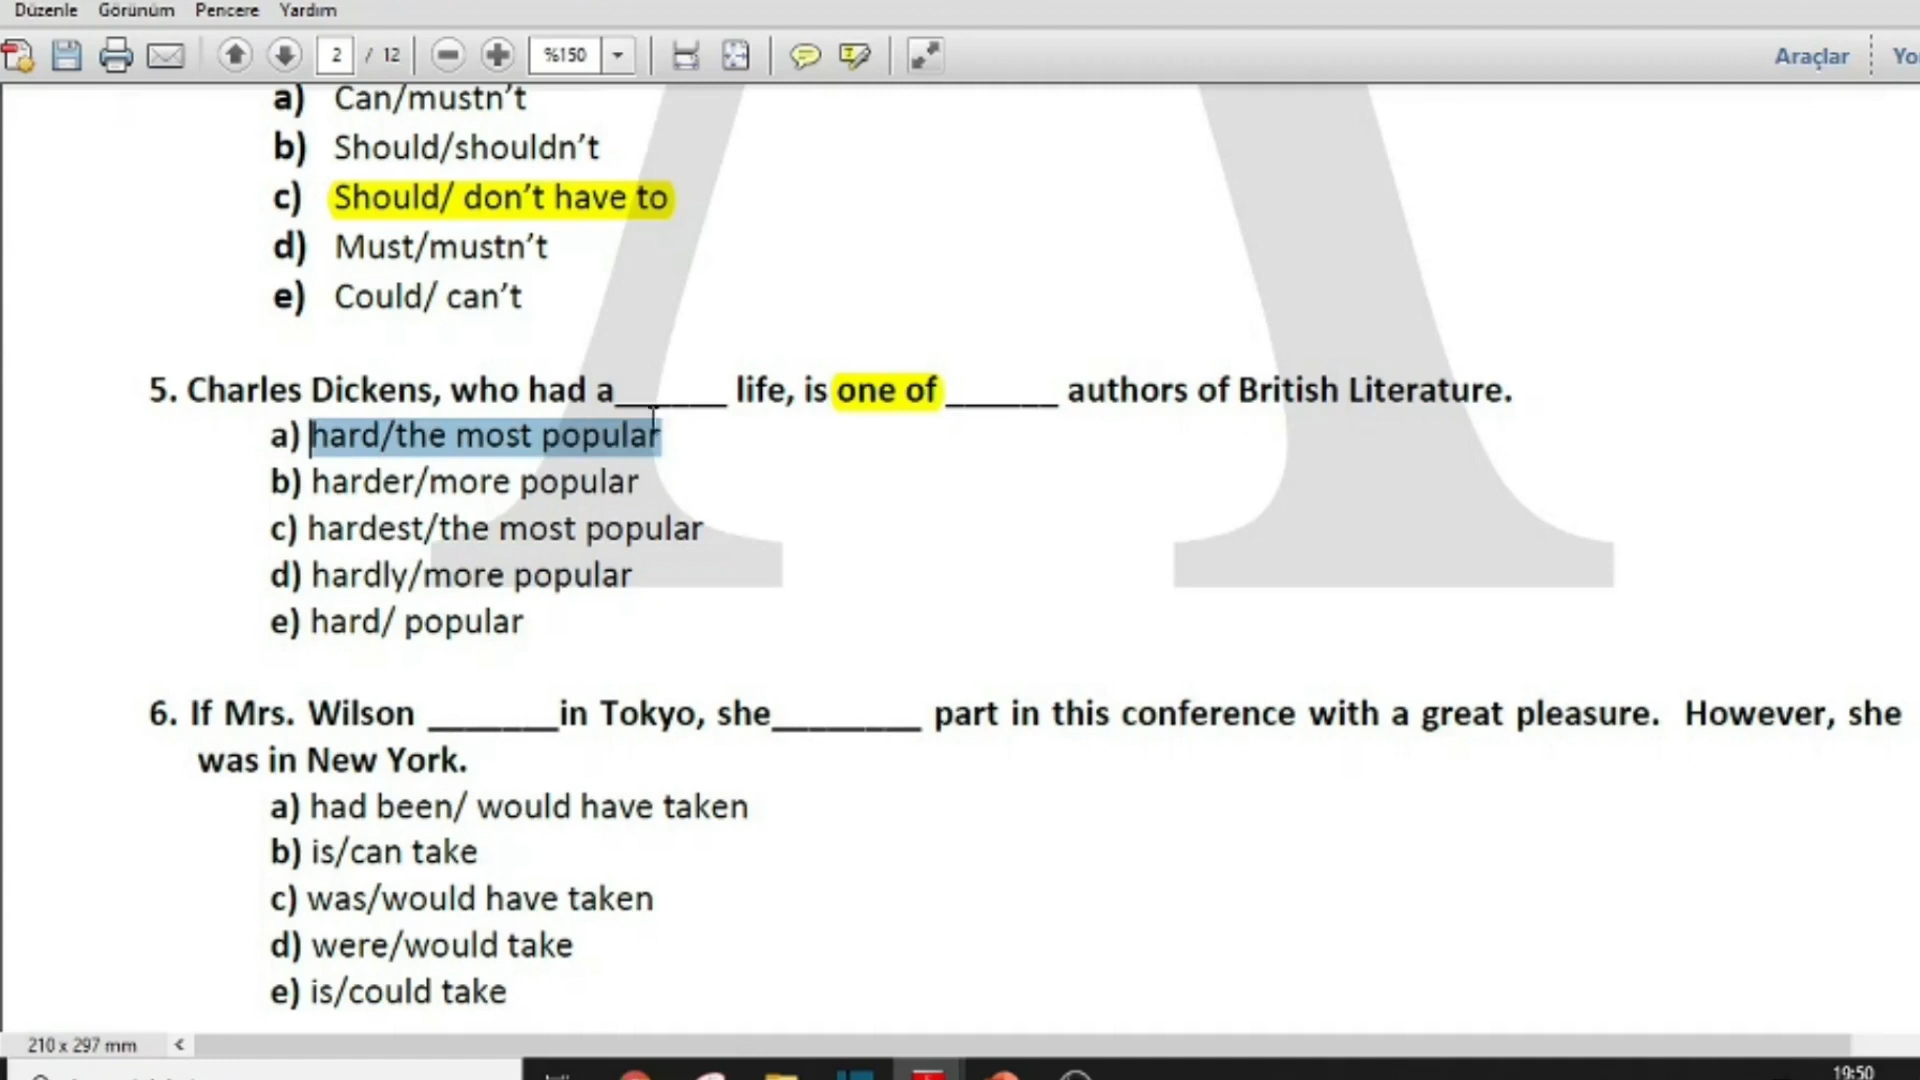 Düzenle Görünüm Pencere Yardım
2 / 12 %150 Araçlar Yo
a) Can/mustn't
b) Should/shouldn't
c) Should/ don't have to
d) Must/mustn't
e) Could/ can't
5. Charles Dickens, who had a______ life, is one of ______ authors of British Literature.
a) hard/the most popular
b) harder/more popular
c) hardest/the most popular
d) hardly/more popular
e) hard/ popular
6. If Mrs. Wilson _______in Tokyo, she________ part in this conference with a great pleasure. However, she
was in New York.
a) had been/ would have taken
b) is/can take
c) was/would have taken
d) were/would take
e) is/could take
210 x 297 mm
19:50